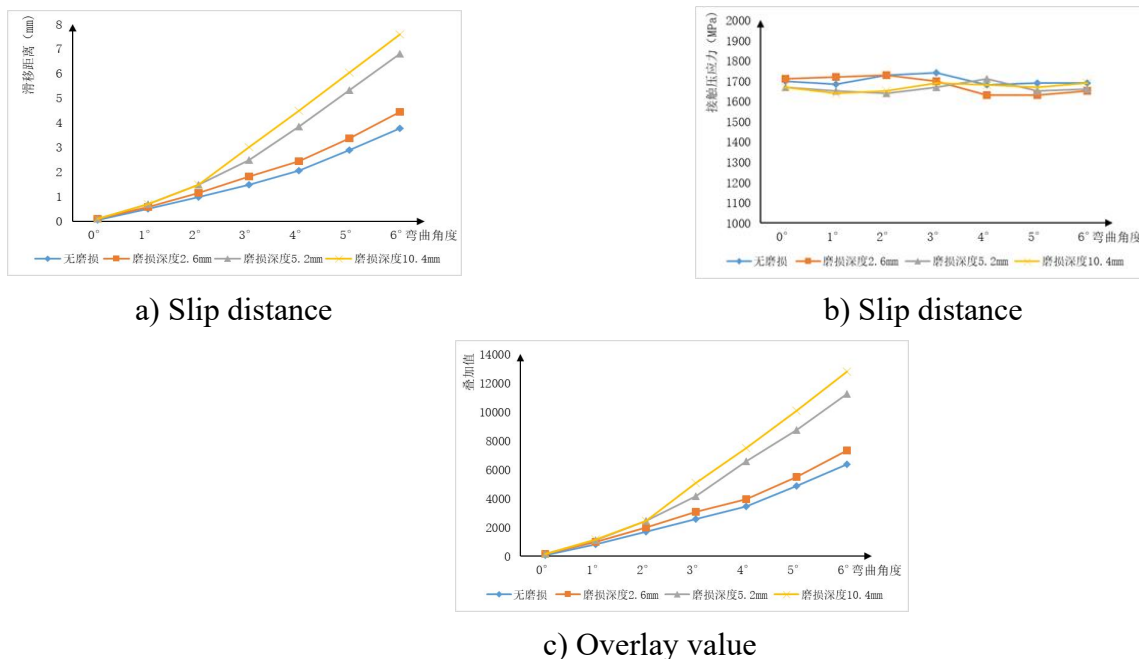 滑移距离 (mm)
8
7
6
5
4
3
2
1
0
0° 1° 2° 3° 4° 5° 6° 弯曲角度
无磨损 磨损深度2.6mm 磨损深度5.2mm 磨损深度10.4mm
a) Slip distance
接触压应力 (MPa)
2000
1900
1800
1700
1600
1500
1400
1300
1200
1100
1000
0° 1° 2° 3° 4° 5° 6° 弯曲角度
无磨损 磨损深度2.6mm 磨损深度5.2mm 磨损深度10.4mm
b) Slip distance
叠加值
14000
12000
10000
8000
6000
4000
2000
0
0° 1° 2° 3° 4° 5° 6° 弯曲角度
无磨损 磨损深度2.6mm 磨损深度5.2mm 磨损深度10.4mm
c) Overlay value